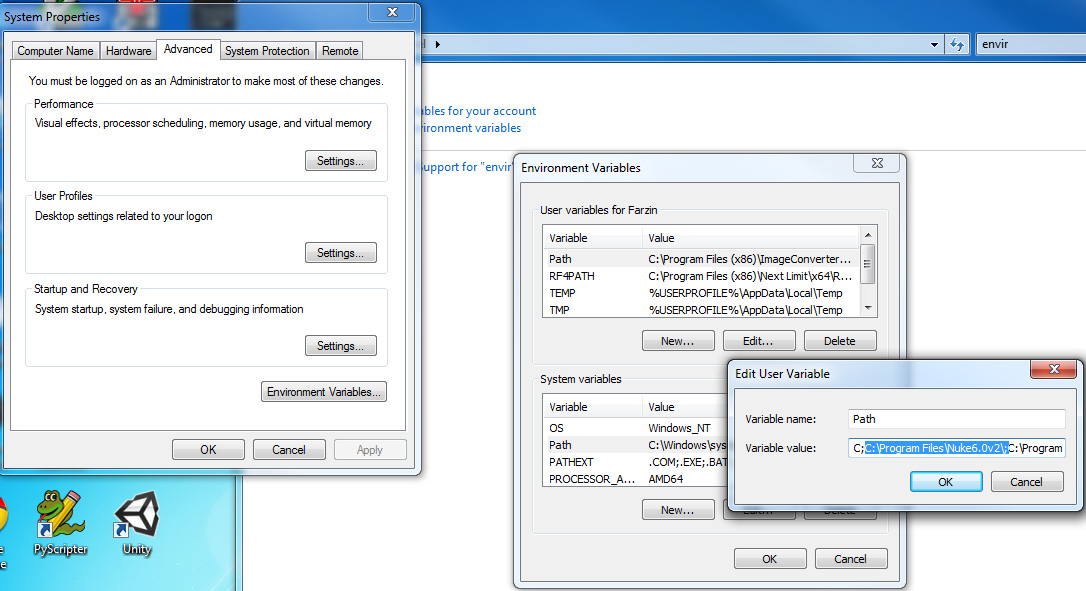 System Properties
Computer Name Hardware Advanced System Protection Remote
You must be logged on as an Administrator to make most of these changes.
Performance
Visual effects, processor scheduling, memory usage, and virtual memory
Settings...
User Profiles
Desktop settings related to your logon
Settings...
Startup and Recovery
System startup, system failure, and debugging information
Settings...
Environment Variables...
OK Cancel Apply
envir
for your account
variables
for "envir"
Environment Variables
User variables for Farzin
Variable Value
Path C:\Program Files (x86)\ImageConverter...
RF4PATH C:\Program Files (x86)\Next Limit\x64\R...
TEMP %USERPROFILE%\AppData\Local\Temp
TMP %USERPROFILE%\AppData\Local\Temp
New... Edit... Delete
System variables
Variable Value
OS Windows_NT
Path C:\Windows\sys
PATHEXT .COM;.EXE;.BAT
PROCESSOR_A... AMD64
New...
OK Cancel
Edit User Variable
Variable name: Path
Variable value: C;C:\Program Files\Nuke6.0v2\;C:\Program
OK Cancel
PyScripter Unity